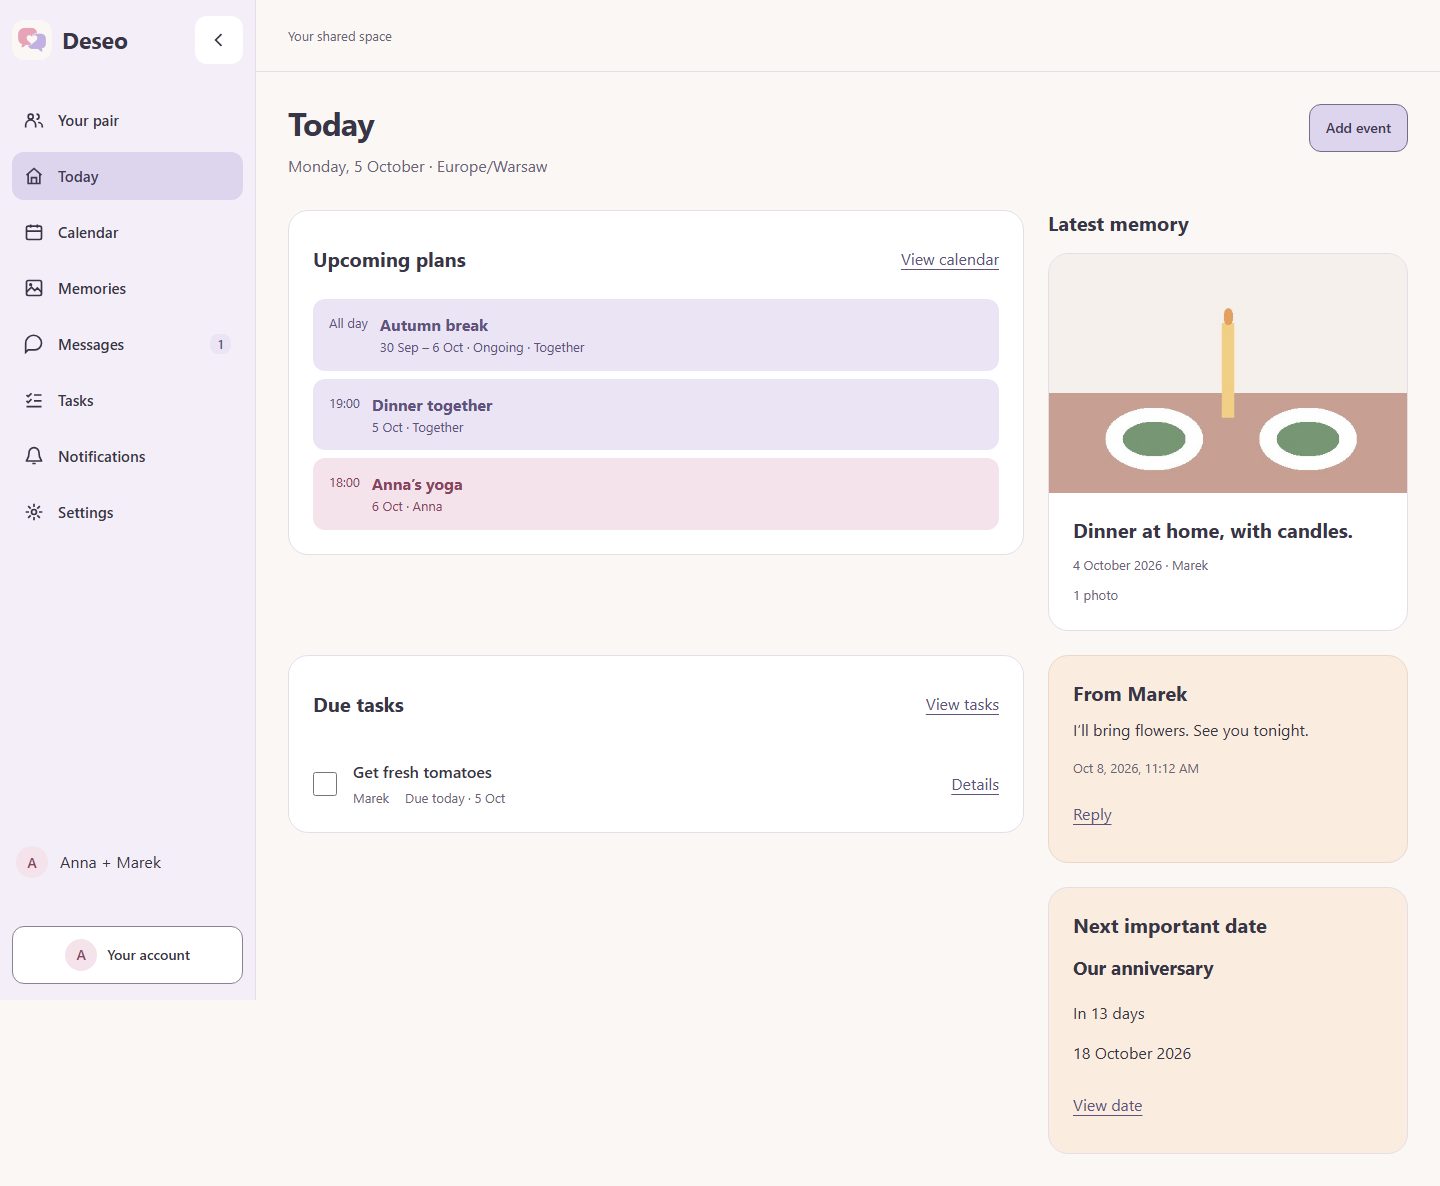 Deseo
Your pair
Today
Calendar
Memories
Messages 1
Tasks
Notifications
Settings
A Anna + Marek
A Your account
Your shared space
Today
Monday, 5 October · Europe/Warsaw
Add event
Upcoming plans
View calendar
All day Autumn break
30 Sep – 6 Oct · Ongoing · Together
19:00 Dinner together
5 Oct · Together
18:00 Anna’s yoga
6 Oct · Anna
Due tasks
View tasks
Get fresh tomatoes
Marek Due today · 5 Oct
Details
Latest memory
Dinner at home, with candles.
4 October 2026 · Marek
1 photo
From Marek
I’ll bring flowers. See you tonight.
Oct 8, 2026, 11:12 AM
Reply
Next important date
Our anniversary
In 13 days
18 October 2026
View date